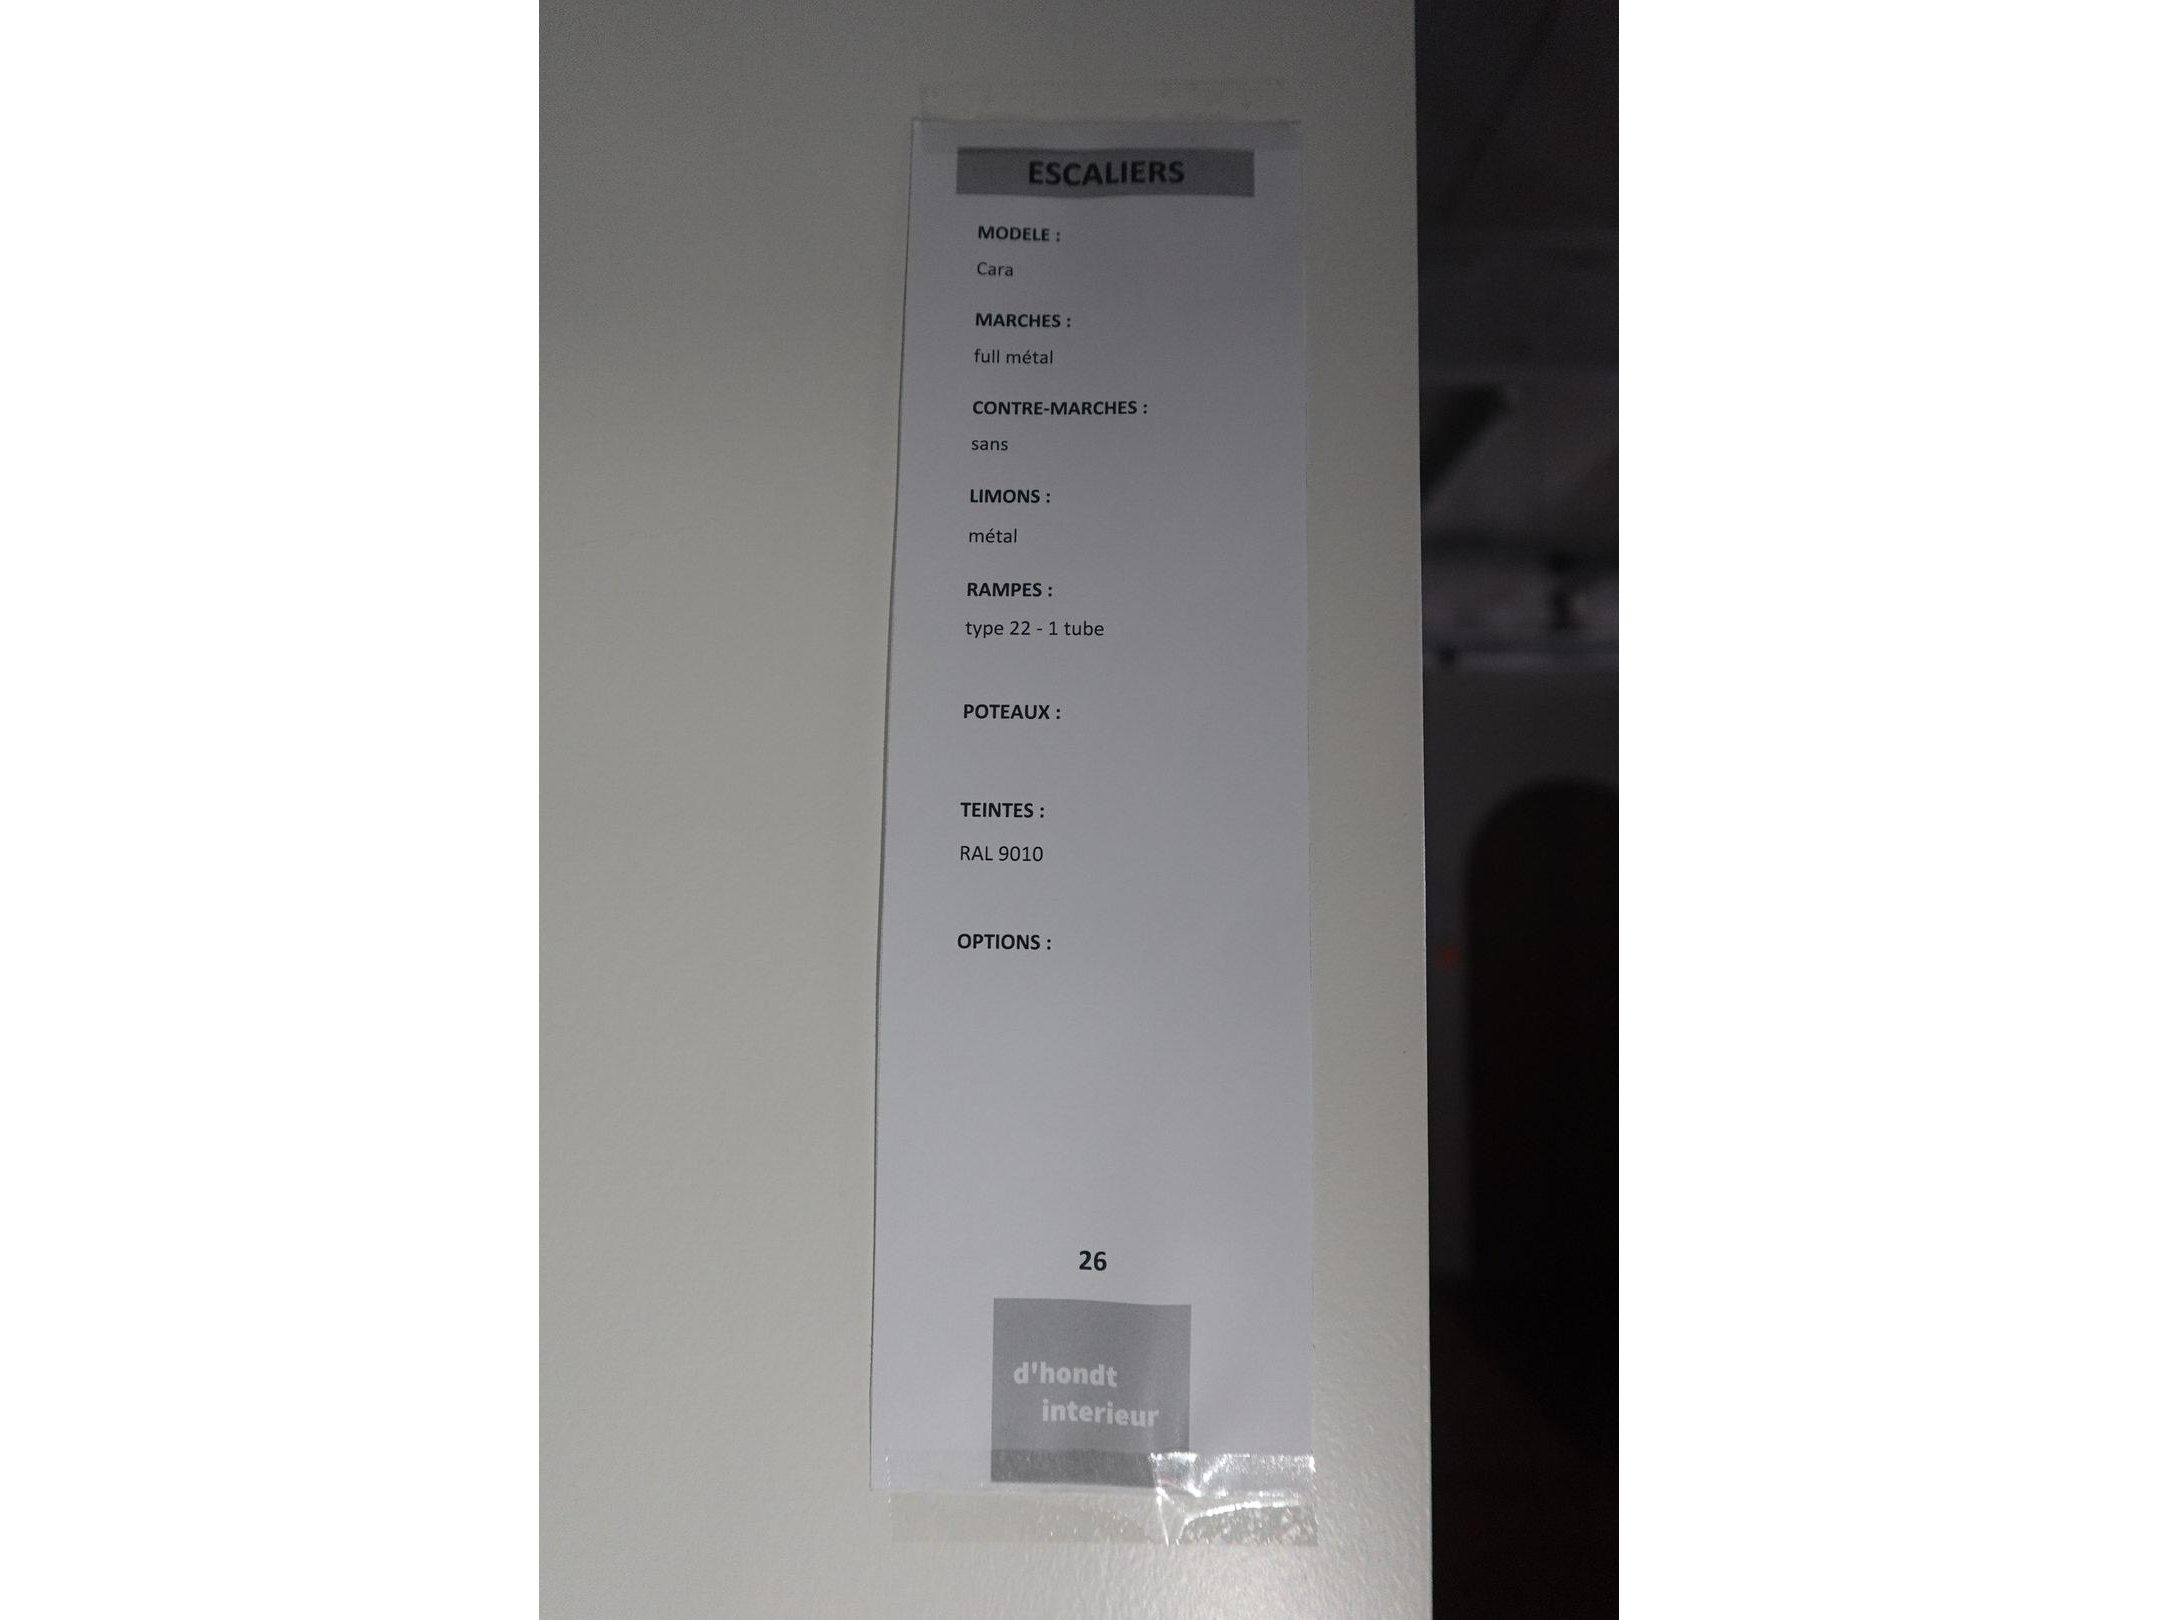 ESCALIERS
MODELE :
Cara
MARCHES :
full métal
CONTRE-MARCHES :
sans
LIMONS :
métal
RAMPES :
type 22 - 1 tube
POTEAUX :
TEINTES :
RAL 9010
OPTIONS :
26
d'hondt
interieur